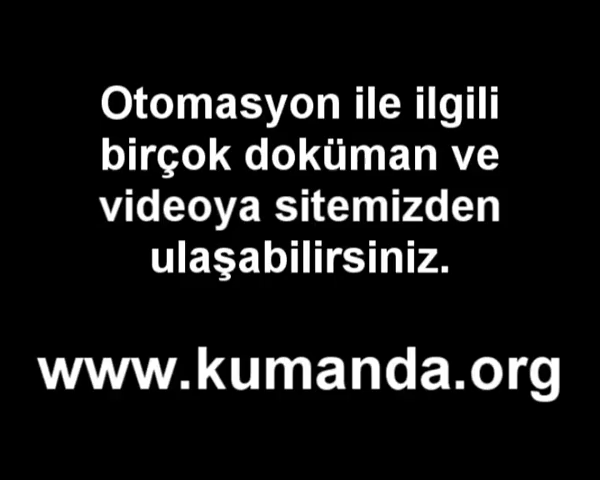 Otomasyon ile ilgili
birçok doküman ve
videoya sitemizden
ulaşabilirsiniz.
www.kumanda.org